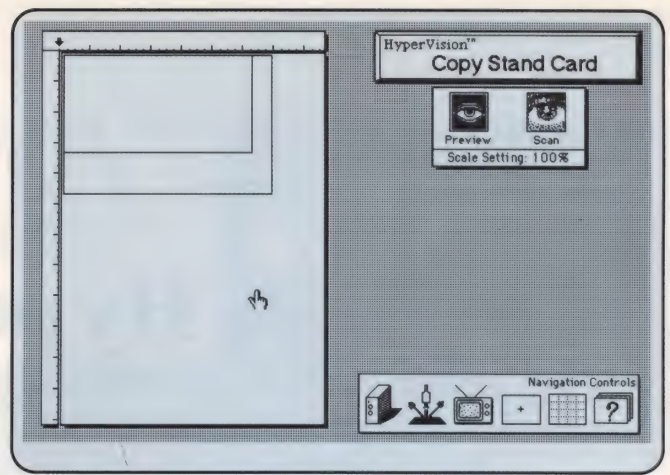 HyperVision™
Copy Stand Card
Preview Scan
Scale Setting: 100%
Navigation Controls
?